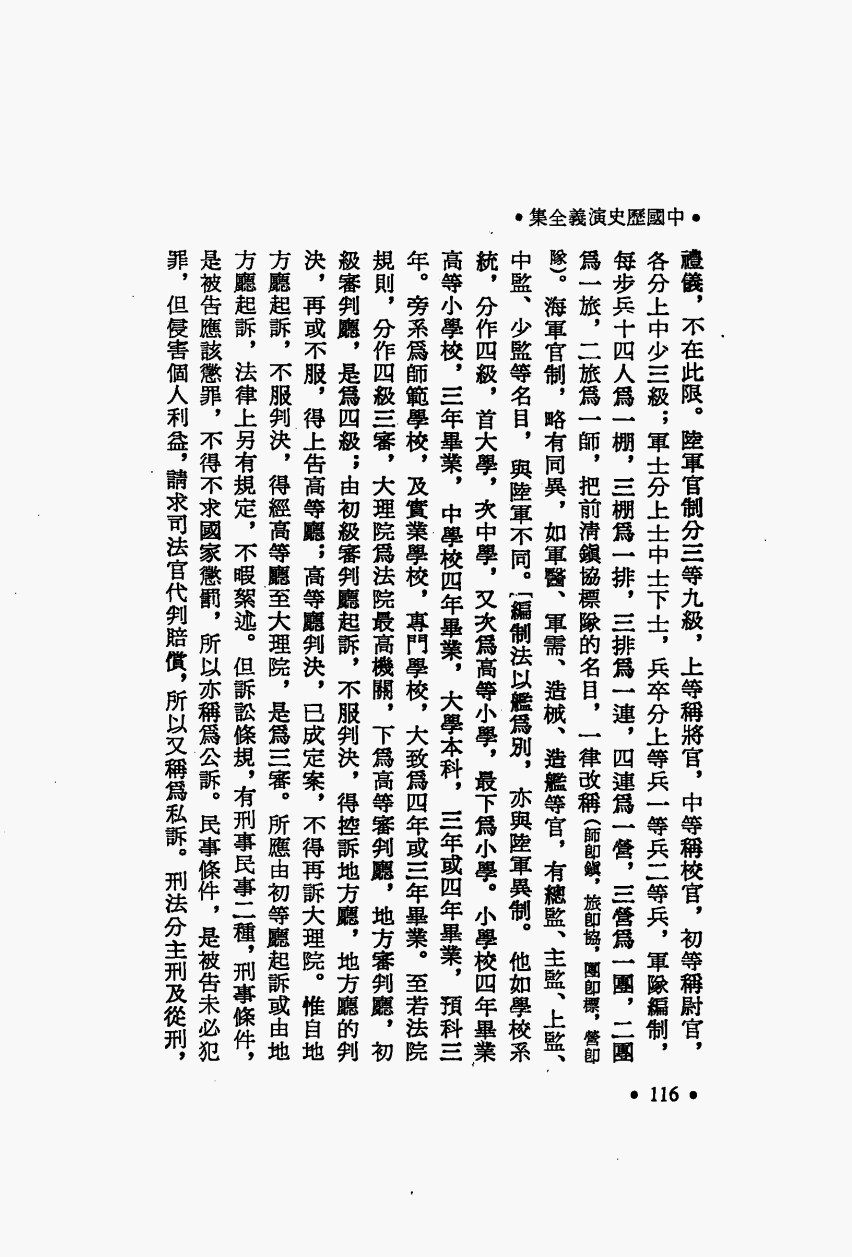 •中國歷史演義全集•
禮儀，不在此限。陸軍官制分三等九級，上等稱將官，中等稱校官，初等稱尉官，
各分上中少三級；軍士分上士中士下士，兵卒分上等兵一等兵二等兵，軍隊編制，
每步兵十四人爲一棚，三棚爲一排，三排爲一連，四連爲一營，三營爲一團，二團
爲一旅，二旅爲一師，把前清鎭協標隊的名目，一律改稱（師卽鎭，旅卽協，團卽標，營卽
隊）。海軍官制，略有同異，如軍醫、軍需、造械、造艦等官，有總監、主監、上監、
中監、少監等名目，與陸軍不同。「編制法以艦爲別，亦與陸軍異制。他如學校系
統，分作四級，首大學，次中學，又次爲高等小學，最下爲小學。小學校四年畢業
高等小學校，三年畢業，中學校四年畢業，大學本科，三年或四年畢業，預科三
年。旁系爲師範學校，及實業學校，專門學校，大致爲四年或三年畢業。至若法院
規則，分作四級三審，大理院爲法院最高機關，下爲高等審判廳，地方審判廳，初
級審判廳，是爲四級；由初級審判廳起訴，不服判決，得控訴地方廳，地方廳的判
決，再或不服，得上告高等廳；高等廳判決，已成定案，不得再訴大理院。惟自地
方廳起訴，不服判決，得經高等廳至大理院，是爲三審。所應由初等廳起訴或由地
方廳起訴，法律上另有規定，不暇絮述。但訴訟條規，有刑事民事二種，刑事條件，
是被告應該懲罪，不得不求國家懲罰，所以亦稱爲公訴。民事條件，是被告未必犯
罪，但侵害個人利益，請求司法官代判賠償，所以又稱爲私訴。刑法分主刑及從刑，
•116•